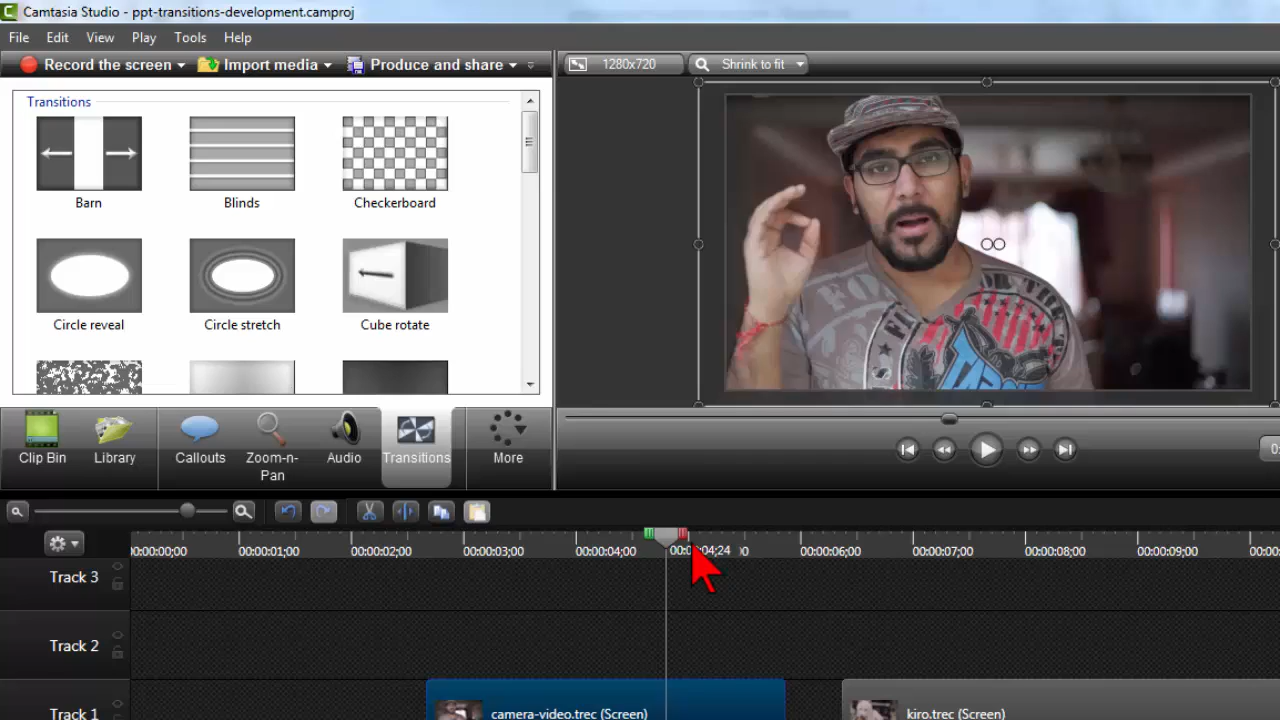 Camtasia Studio - ppt-transitions-development.camproj
File Edit View Play Tools Help
Record the screen Import media Produce and share 1280x720 Shrink to fit
Transitions
Barn Blinds Checkerboard
Circle reveal Circle stretch Cube rotate
Clip Bin Library Callouts Zoom-n-Pan Audio Transitions More
00:00:00;00 00:00:01;00 00:00:02;00 00:00:03;00 00:00:04;00 00:00:06;00 00:00:07;00 00:00:08;00 00:00:09;00
Track 3
Track 2
Track 1 camera-video.trec (Screen) kiro.trec (Screen)